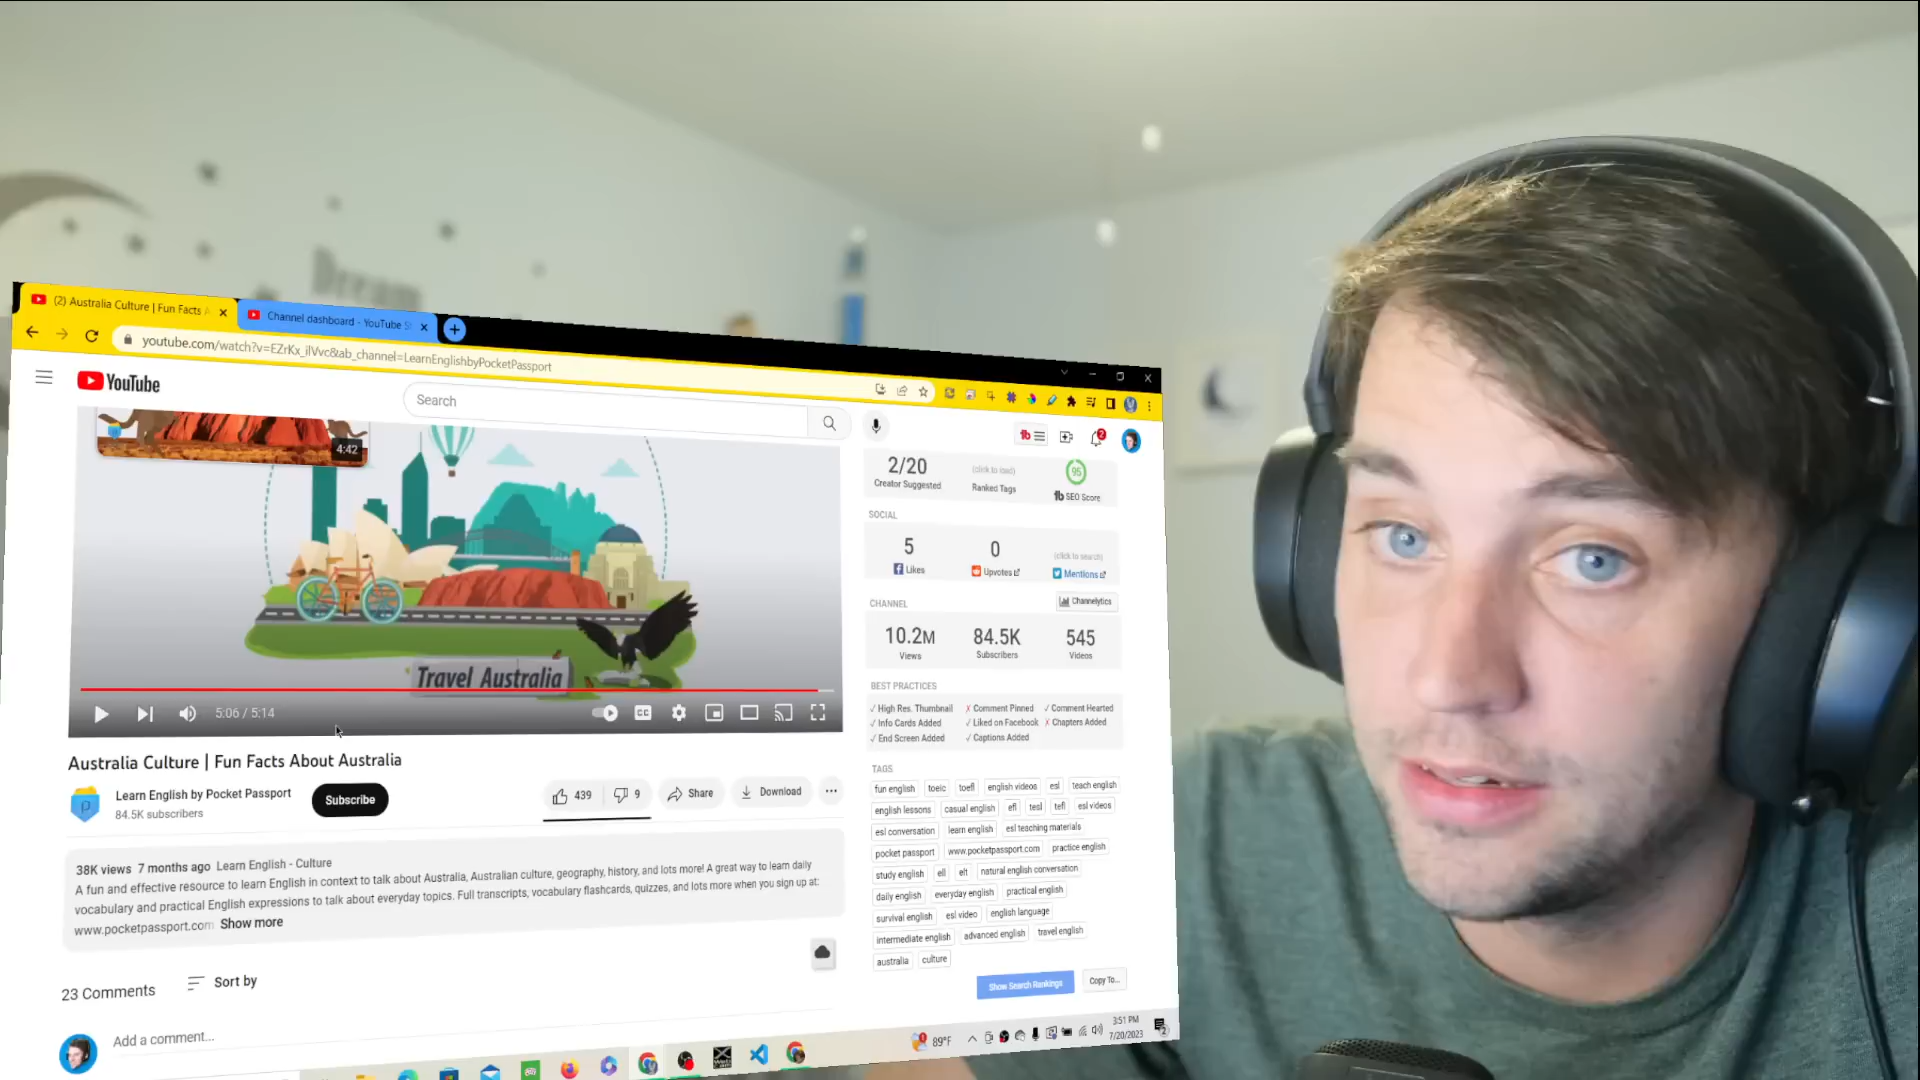 Dream
(2) Australia Culture | Fun Facts A
Channel dashboard - YouTube S
youtube.com/watch?v=EZrKx_ilVvc&ab_channel=LearnEnglishbyPocketPassport
YouTube
Search
2
4:42
Travel Australia
5:06 / 5:14
CC
Australia Culture | Fun Facts About Australia
Learn English by Pocket Passport
84.5K subscribers
Subscribe
439
9
Share
Download
38K views 7 months ago Learn English - Culture
A fun and effective resource to learn English in context to talk about Australia, Australian culture, geography, history, and lots more! A great way to learn daily
vocabulary and practical English expressions to talk about everyday topics. Full transcripts, vocabulary flashcards, quizzes, and lots more when you sign up at:
www.pocketpassport.com Show more
23 Comments
Sort by
Add a comment...
2/20
Creator Suggested
(click to load)
Ranked Tags
95
tb SEO Score
SOCIAL
5
Likes
0
Upvotes
(click to search)
Mentions
CHANNEL
Channelytics
10.2M
Views
84.5K
Subscribers
545
Videos
BEST PRACTICES
✓ High Res. Thumbnail ✗ Comment Pinned ✓ Comment Hearted
✓ Info Cards Added ✓ Liked on Facebook ✗ Chapters Added
✓ End Screen Added ✓ Captions Added
TAGS
fun english toeic toefl english videos esl teach english
english lessons casual english efl tesl tefl esl videos
esl conversation learn english esl teaching materials
pocket passport www.pocketpassport.com practice english
study english ell elt natural english conversation
daily english everyday english practical english
survival english esl video english language
intermediate english advanced english travel english
australia culture
Show Search Rankings
Copy To...
89°F
3:51 PM
7/20/2023